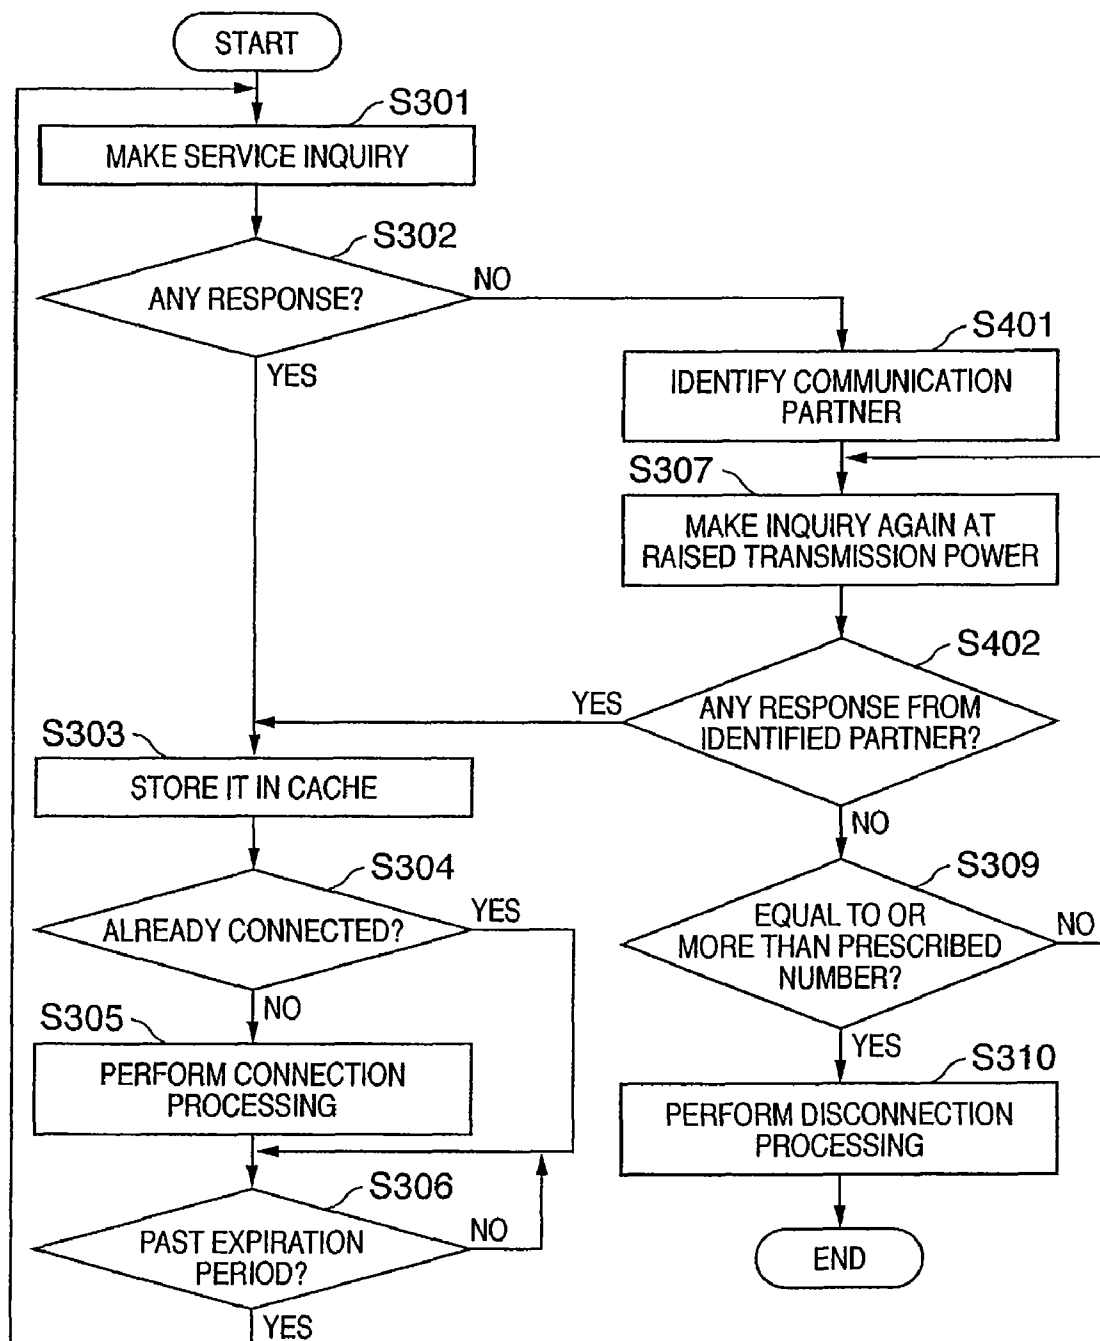 START
S301
MAKE SERVICE INQUIRY
S302
ANY RESPONSE?
NO
YES
S401
IDENTIFY COMMUNICATION
PARTNER
S307
MAKE INQUIRY AGAIN AT
RAISED TRANSMISSION POWER
S402
ANY RESPONSE FROM
IDENTIFIED PARTNER?
YES
NO
S303
STORE IT IN CACHE
S304
ALREADY CONNECTED?
YES
NO
S305
PERFORM CONNECTION
PROCESSING
S306
PAST EXPIRATION
PERIOD?
NO
YES
S309
EQUAL TO OR
MORE THAN PRESCRIBED
NUMBER?
NO
YES
S310
PERFORM DISCONNECTION
PROCESSING
END